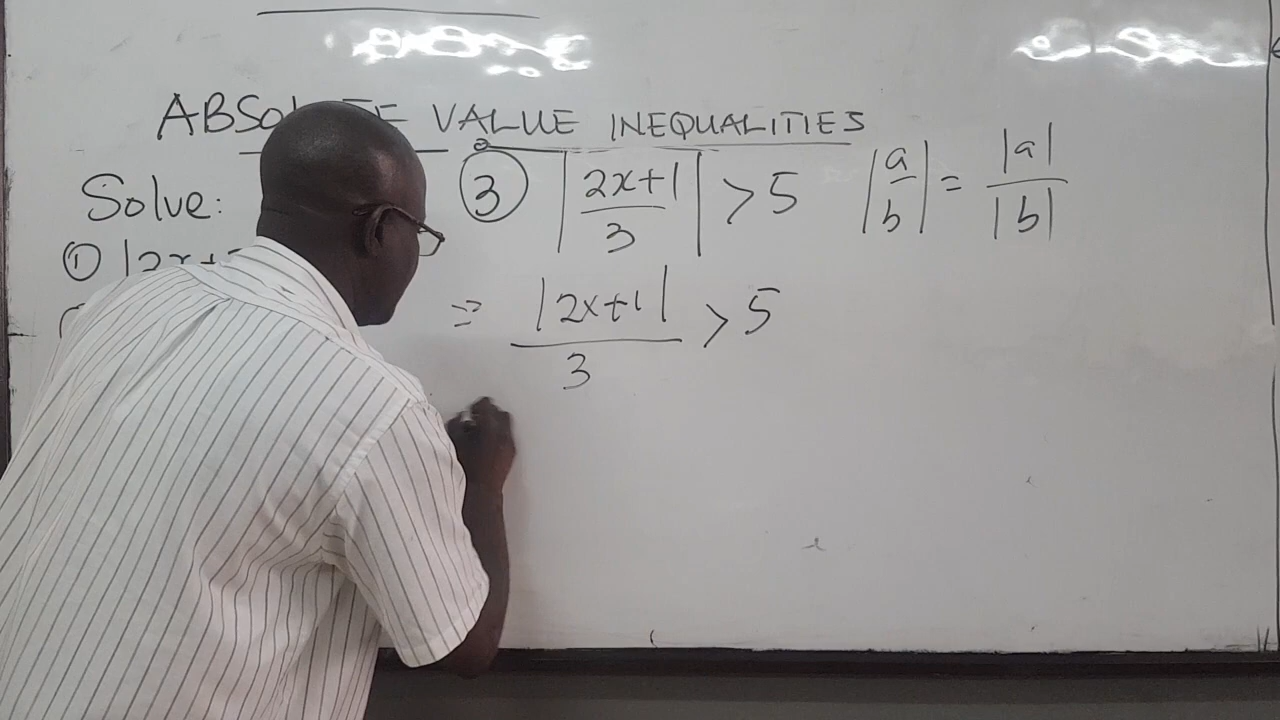 ABSOLUTE VALUE INEQUALITIES
Solve:
① |2x+
③ |(2x+1)/3| > 5 |a/b| = |a|/|b|
⇒ |2x+1|/3 > 5